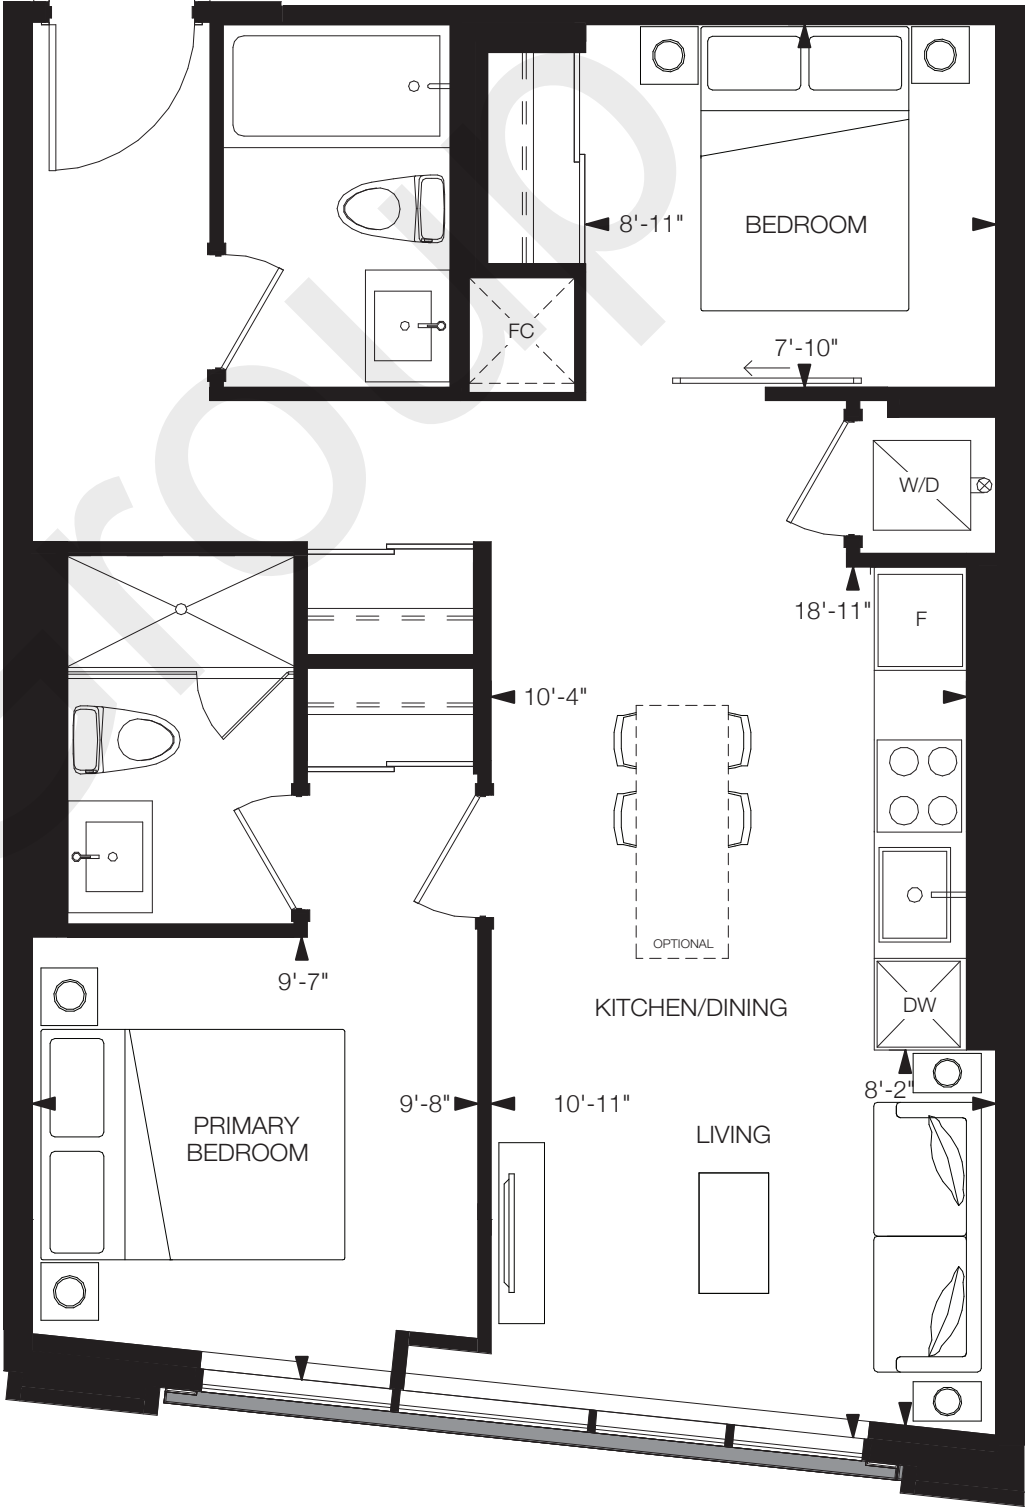 8'-11"
BEDROOM
FC
7'-10"
W/D
18'-11"
F
10'-4"
OPTIONAL
9'-7"
KITCHEN/DINING
DW
8'-2"
9'-8"
10'-11"
PRIMARY
BEDROOM
LIVING
Group